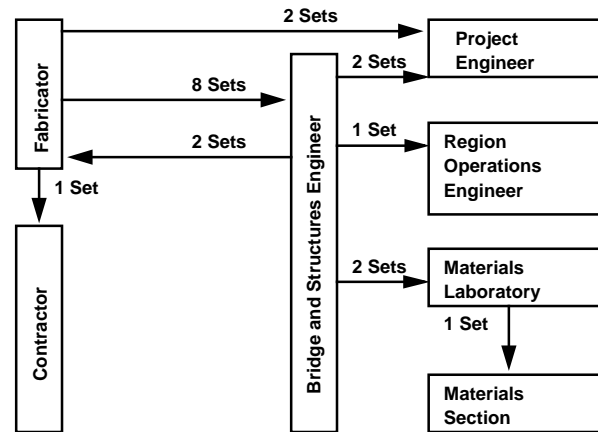 2 Sets
Project
Engineer
2 Sets
8 Sets
Fabricator
Bridge and Structures Engineer
2 Sets
1 Set
Region
Operations
Engineer
1 Set
Contractor
2 Sets
Materials
Laboratory
1 Set
Materials
Section